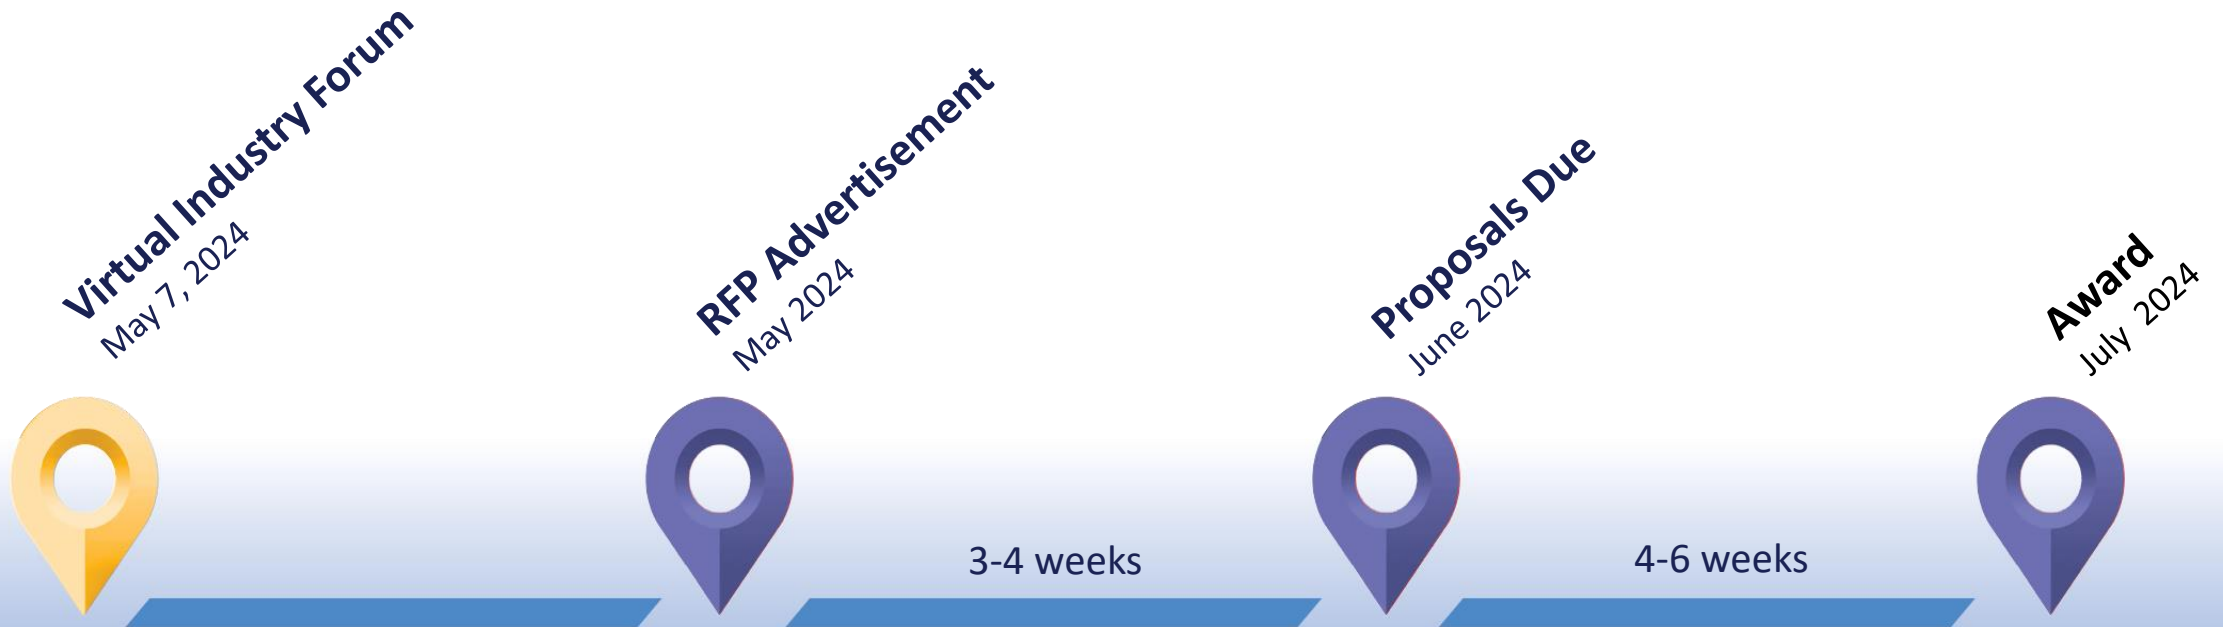 Virtual Industry Forum
May 7, 2024
RFP Advertisement
May 2024
Proposals Due
June 2024
Award
July 2024
3-4 weeks
4-6 weeks